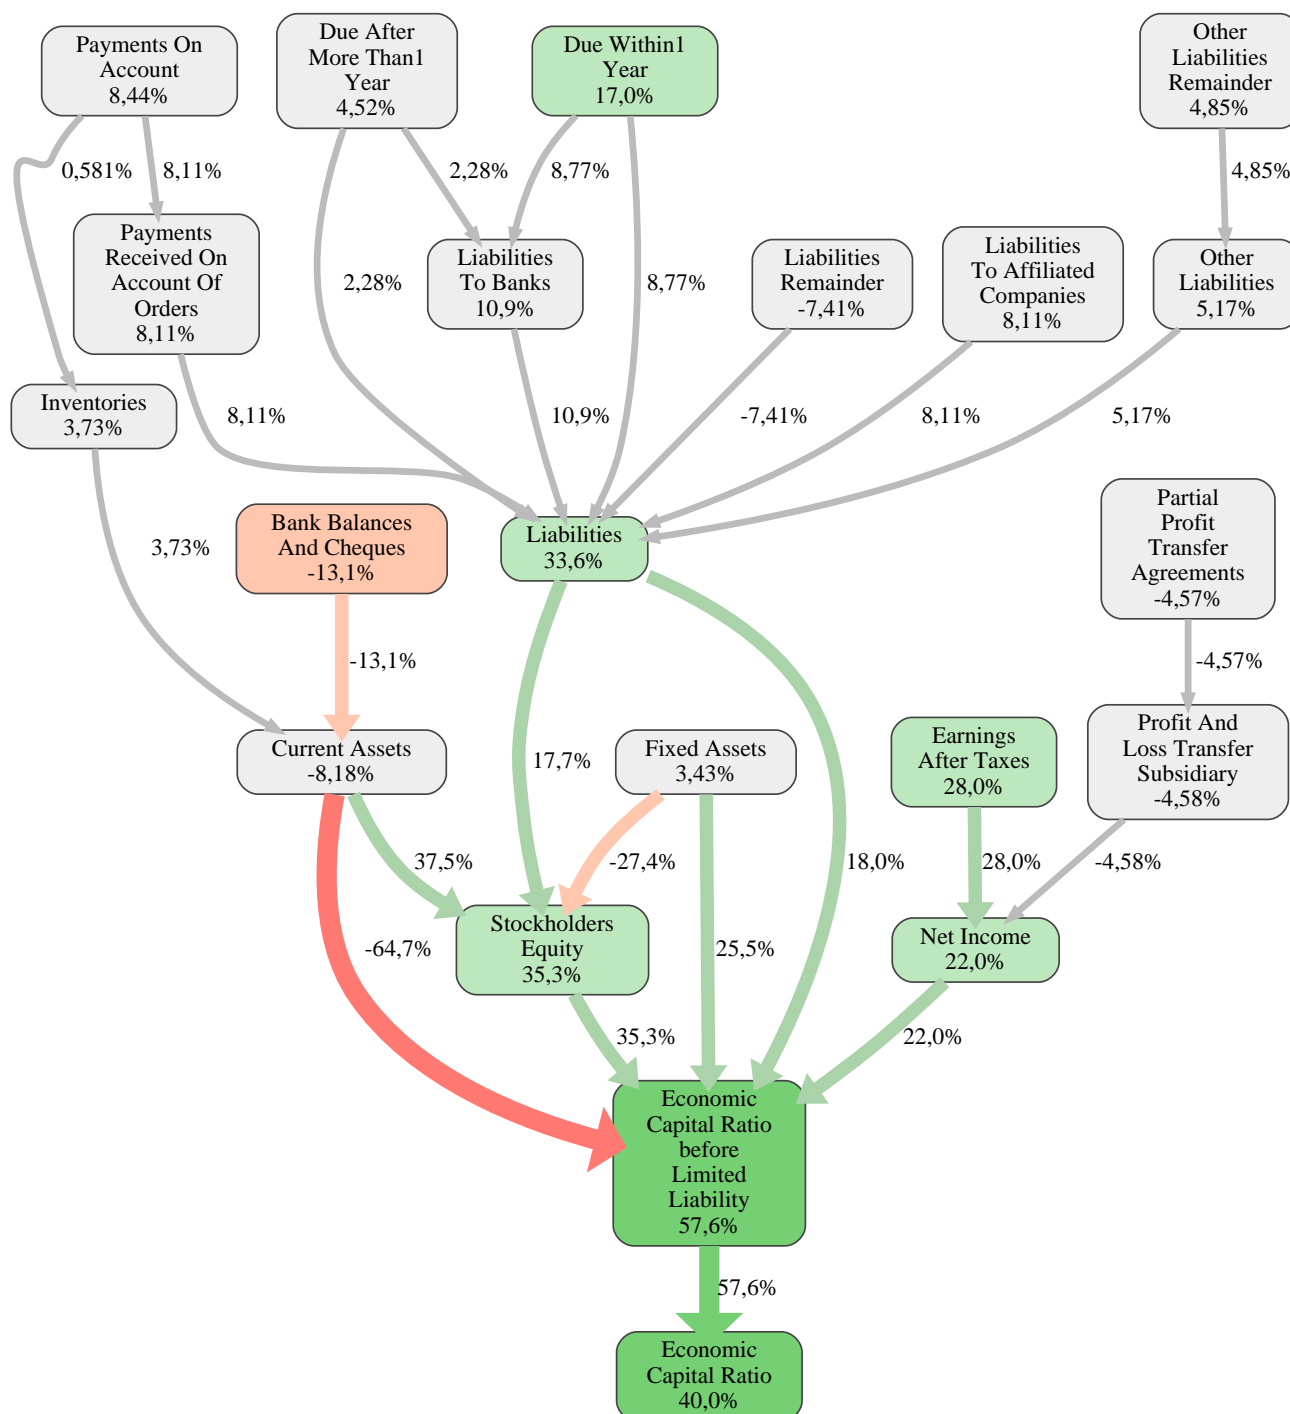 Payments On
Account
8,44%
Due After
More Than1
Year
4,52%
Due Within1
Year
17,0%
Other
Liabilities
Remainder
4,85%
0,581%
8,11%
2,28%
8,77%
4,85%
Payments
Received On
Account Of
Orders
8,11%
2,28%
Liabilities
To Banks
10,9%
8,77%
Liabilities
Remainder
-7,41%
Liabilities
To Affiliated
Companies
8,11%
Other
Liabilities
5,17%
Inventories
3,73%
8,11%
10,9%
-7,41%
8,11%
5,17%
3,73%
Bank Balances
And Cheques
-13,1%
Liabilities
33,6%
Partial
Profit
Transfer
Agreements
-4,57%
-13,1%
-4,57%
Current Assets
-8,18%
17,7%
Fixed Assets
3,43%
Earnings
After Taxes
28,0%
Profit And
Loss Transfer
Subsidiary
-4,58%
37,5%
-27,4%
18,0%
28,0%
-4,58%
-64,7%
Stockholders
Equity
35,3%
25,5%
Net Income
22,0%
35,3%
22,0%
Economic
Capital Ratio
before
Limited
Liability
57,6%
57,6%
Economic
Capital Ratio
40,0%